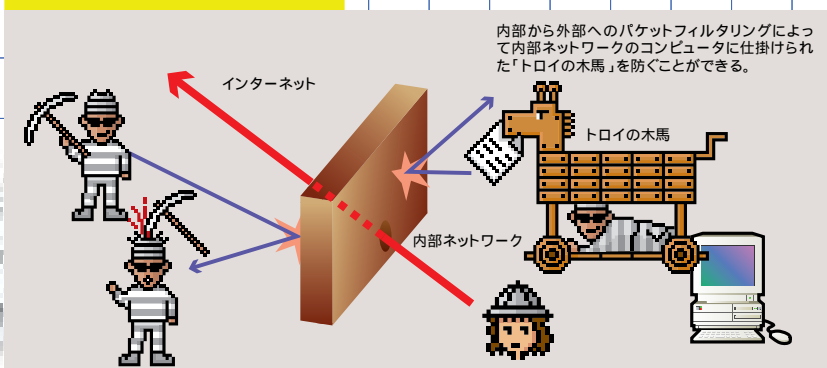 内部から外部へのパケットフィルタリングによっ
て内部ネットワークのコンピュータに仕掛けられ
た「トロイの木馬」を防ぐことができる。
インターネット
トロイの木馬
内部ネットワーク